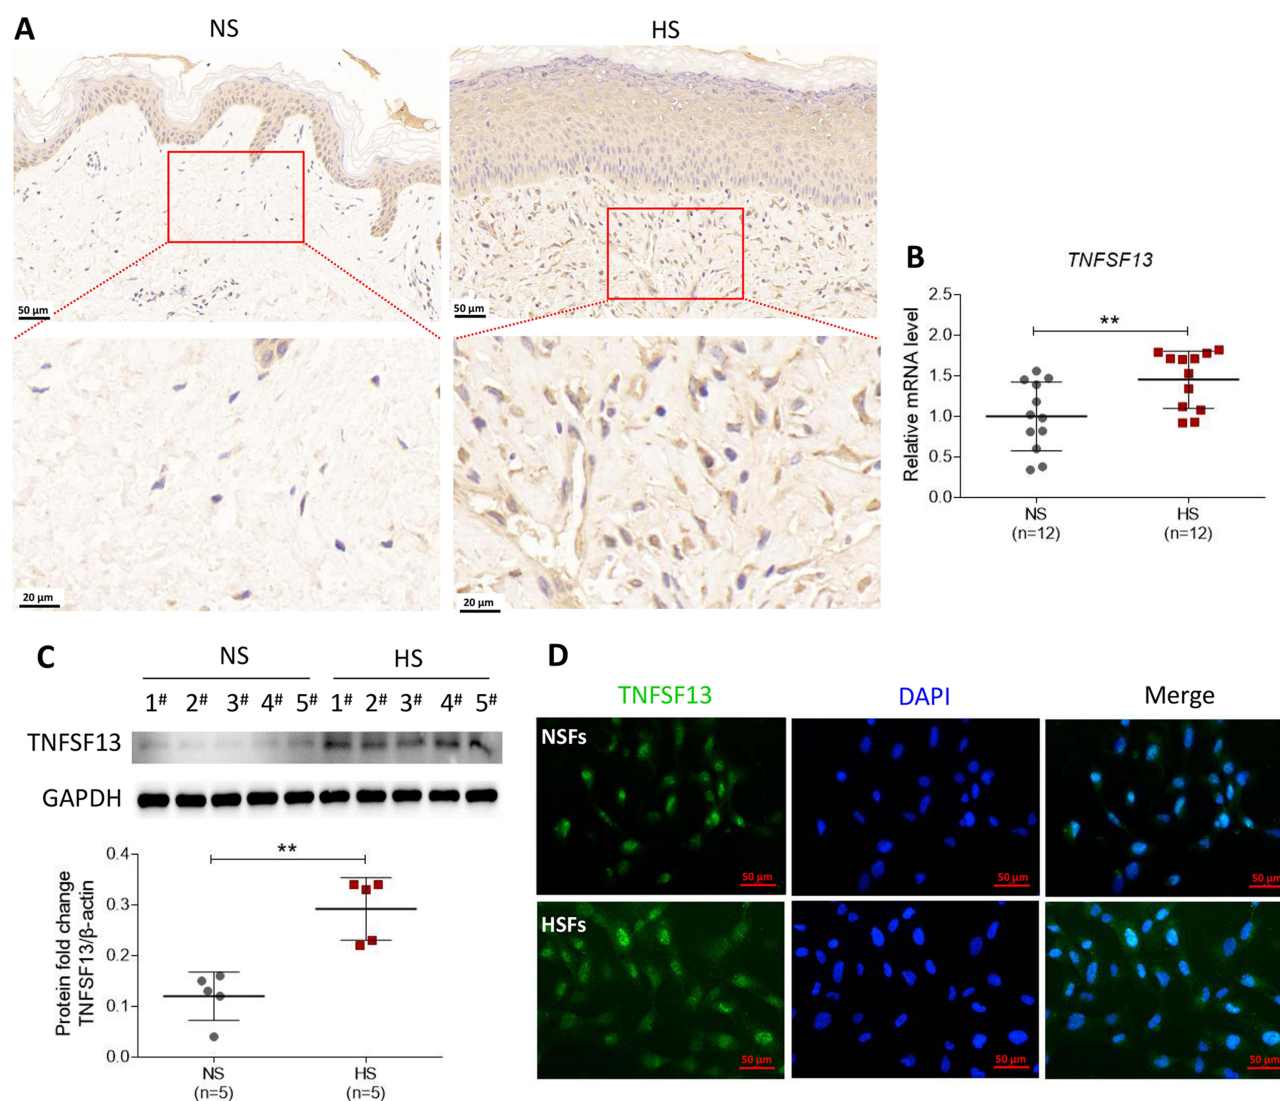 A
NS
HS
50 μm
50 μm
20 μm
20 μm
B
TNFSF13
Relative mRNA level
2.5
2.0
1.5
1.0
0.5
0.0
**
NS
(n=12)
HS
(n=12)
C
NS
HS
1# 2# 3# 4# 5# 1# 2# 3# 4# 5#
TNFSF13
GAPDH
Protein fold change
TNFSF13/β-actin
0.4
0.3
0.2
0.1
0.0
**
NS
(n=5)
HS
(n=5)
D
TNFSF13
DAPI
Merge
NSFs
50 μm
50 μm
50 μm
HSFs
50 μm
50 μm
50 μm